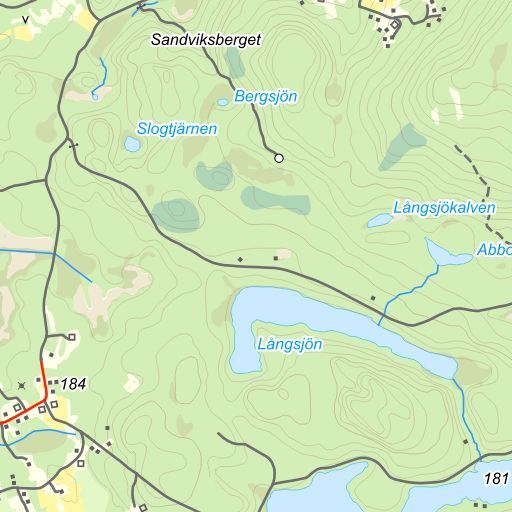 Sandviksberget
Bergsjön
Slogtjärnen
Långsjökalven
Abbo
Långsjön
184
181